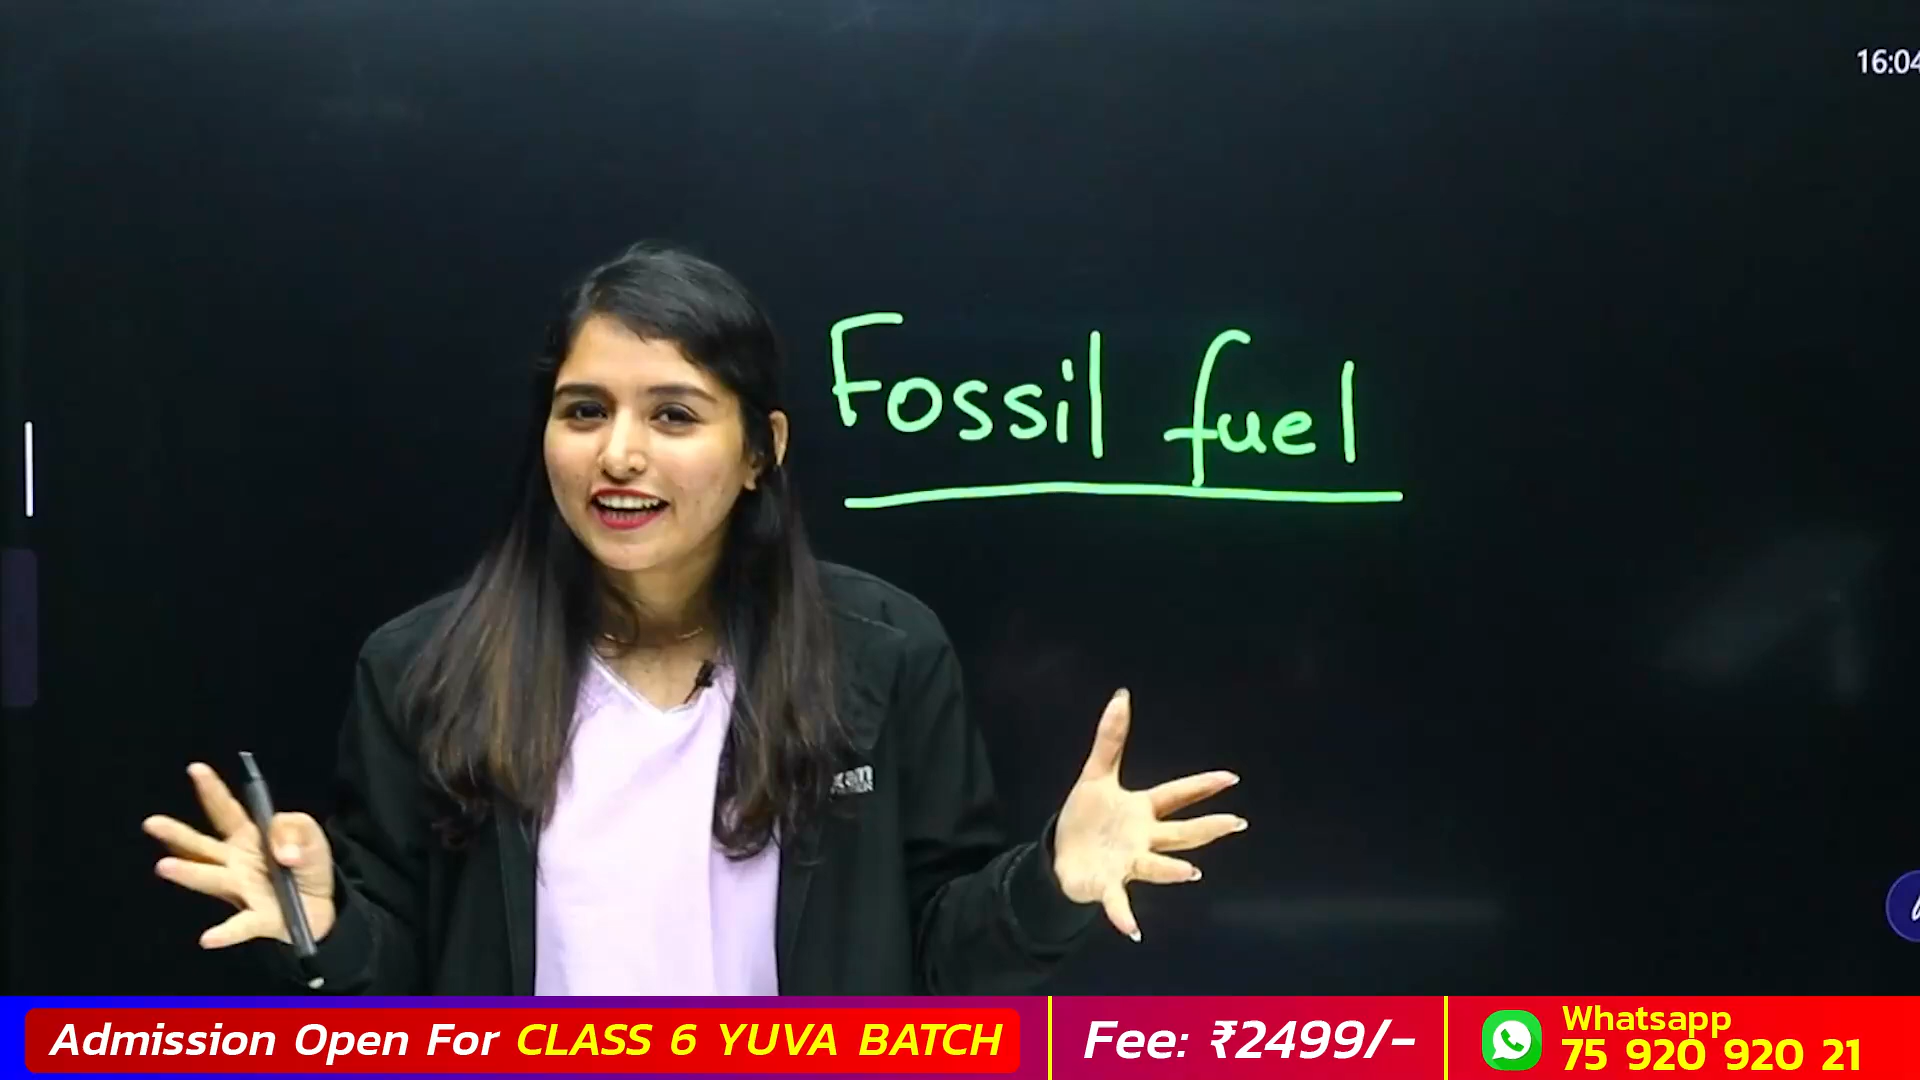 16:04
Fossil fuel
Admission Open For CLASS 6 YUVA BATCH
Fee: ₹2499/-
Whatsapp
75 920 920 21